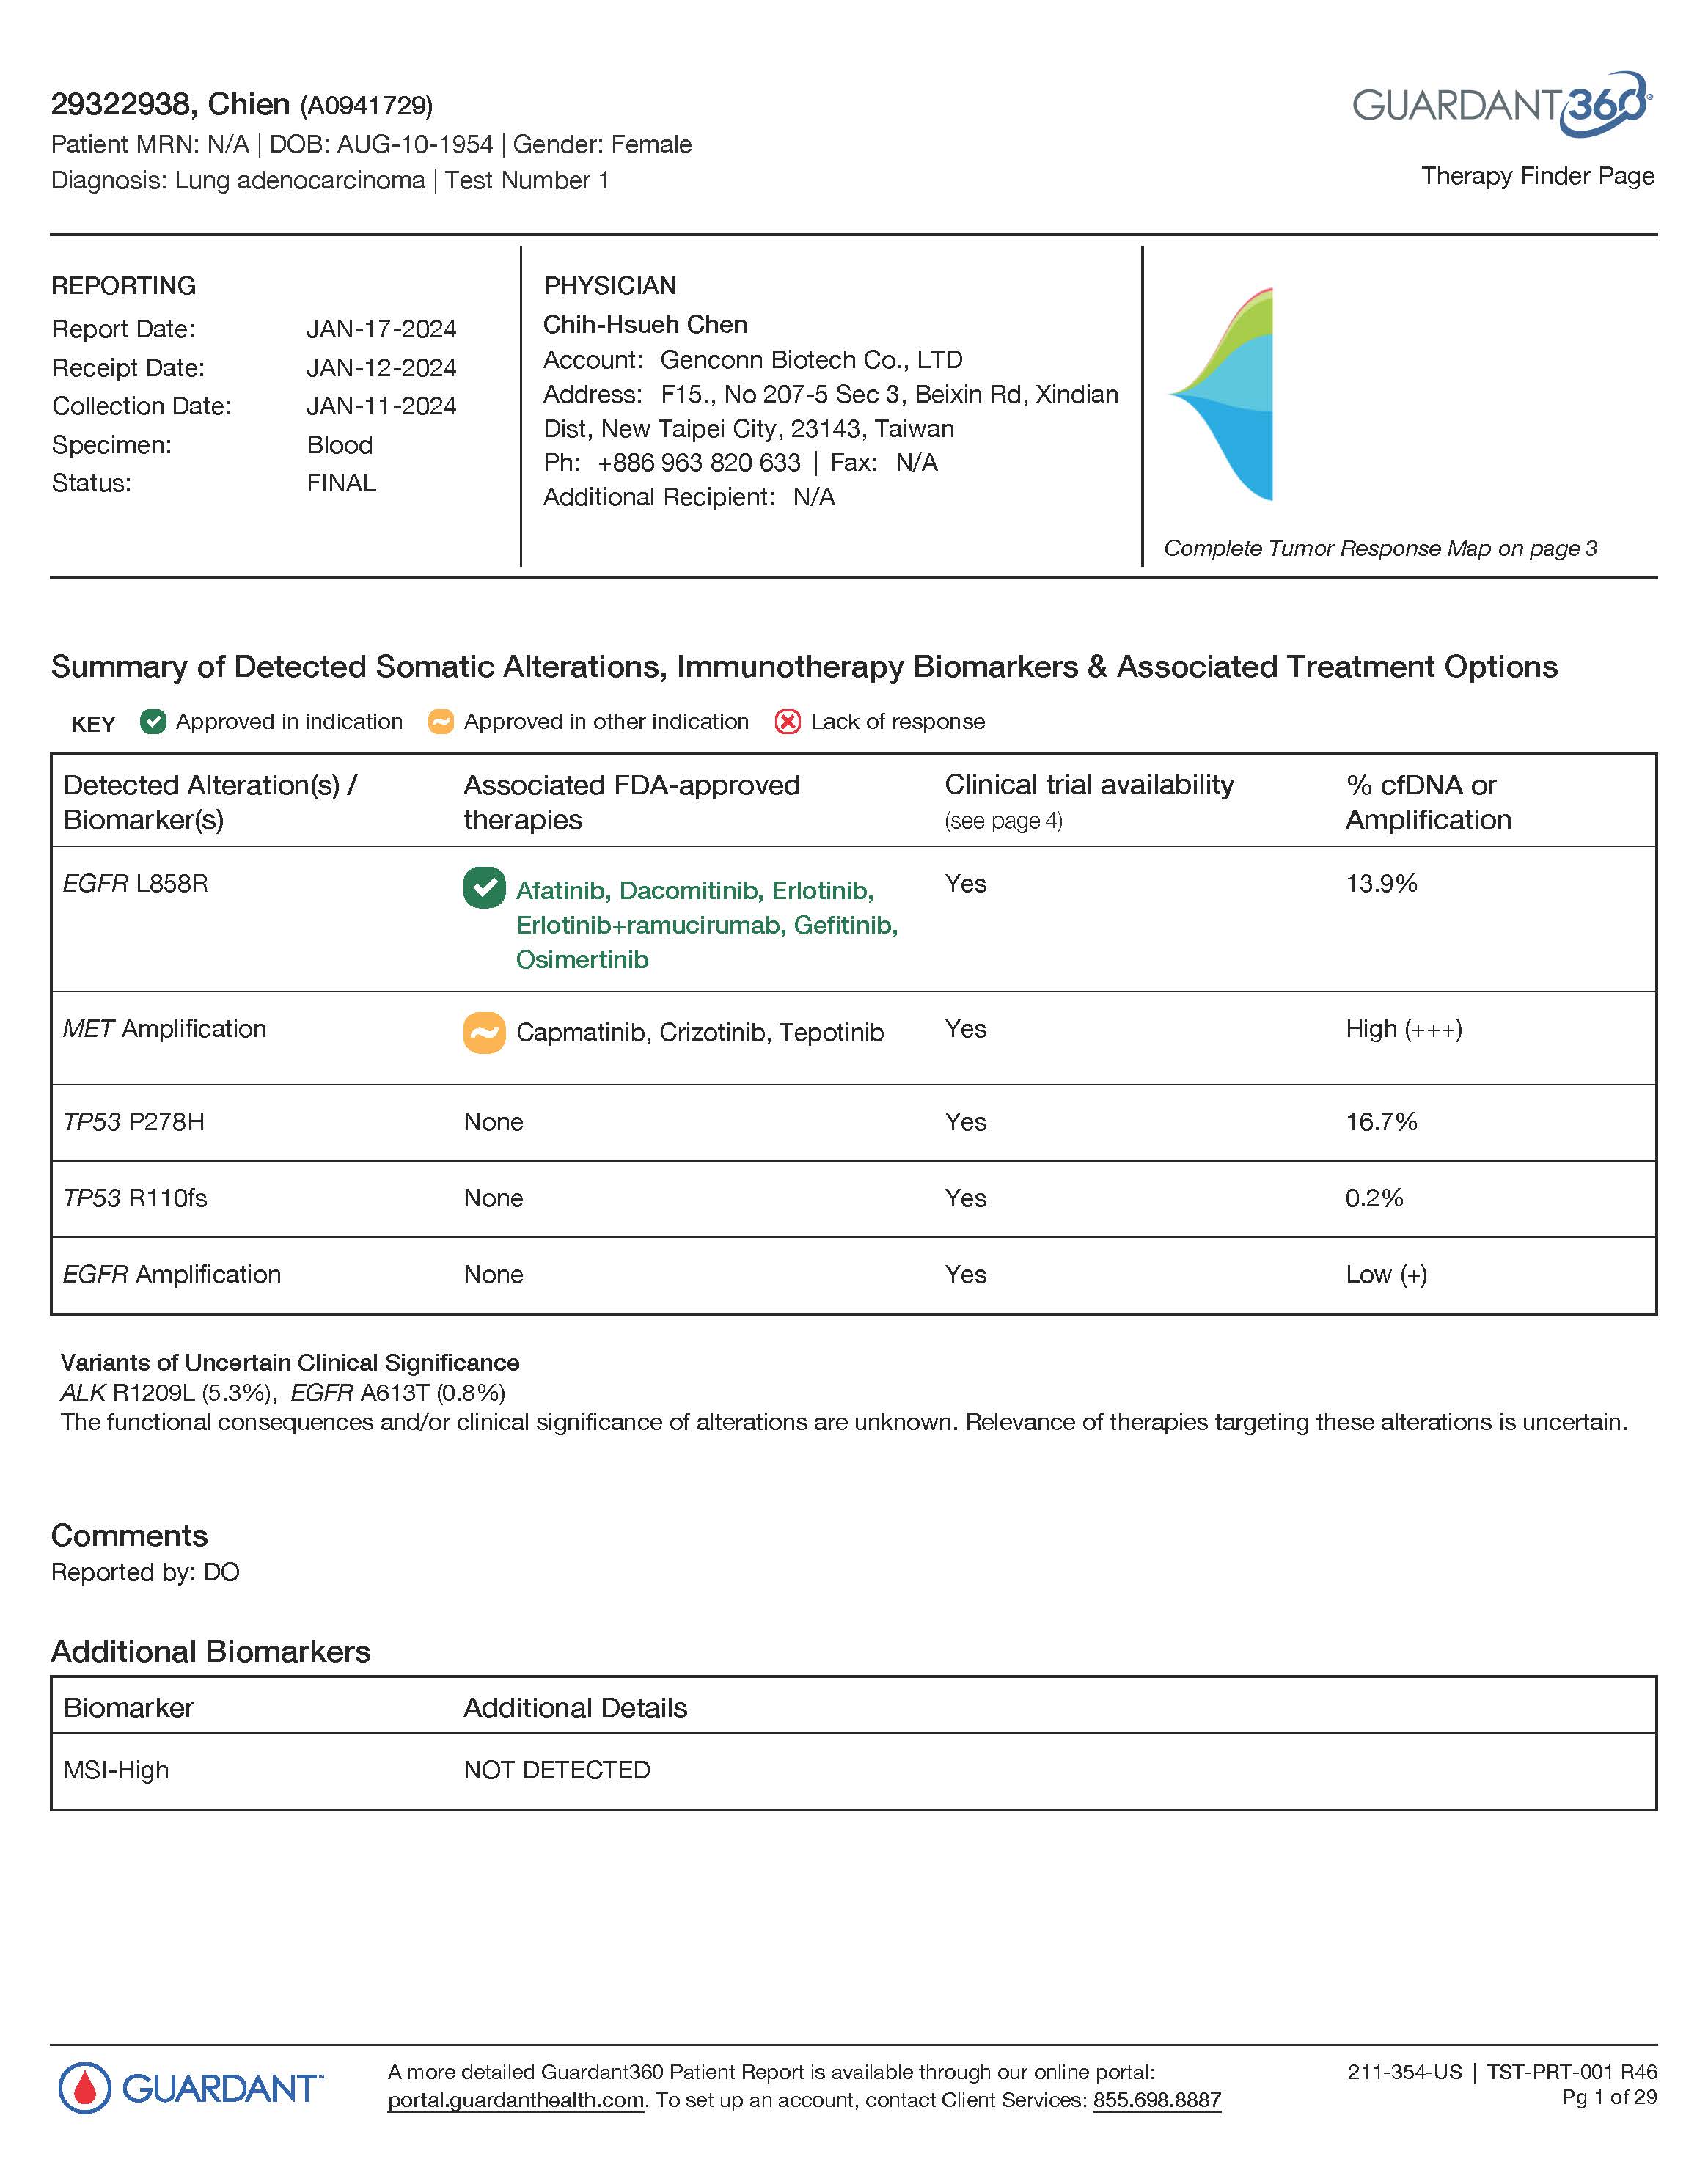 29322938, Chien (A0941729)
Patient MRN: N/A | DOB: AUG-10-1954 | Gender: Female
Diagnosis: Lung adenocarcinoma | Test Number 1
GUARDANT360®
Therapy Finder Page
REPORTING
Report Date: JAN-17-2024
Receipt Date: JAN-12-2024
Collection Date: JAN-11-2024
Specimen: Blood
Status: FINAL
PHYSICIAN
Chih-Hsueh Chen
Account: Genconn Biotech Co., LTD
Address: F15., No 207-5 Sec 3, Beixin Rd, Xindian
Dist, New Taipei City, 23143, Taiwan
Ph: +886 963 820 633 | Fax: N/A
Additional Recipient: N/A
Complete Tumor Response Map on page 3
Summary of Detected Somatic Alterations, Immunotherapy Biomarkers & Associated Treatment Options
KEY Approved in indication Approved in other indication Lack of response
Detected Alteration(s) / Biomarker(s)
Associated FDA-approved therapies
Clinical trial availability (see page 4)
% cfDNA or Amplification
EGFR L858R
Afatinib, Dacomitinib, Erlotinib,
Erlotinib+ramucirumab, Gefitinib,
Osimertinib
Yes
13.9%
MET Amplification Capmatinib, Crizotinib, Tepotinib Yes High (+++)
TP53 P278H None Yes 16.7%
TP53 R110fs None Yes 0.2%
EGFR Amplification None Yes Low (+)
Variants of Uncertain Clinical Significance
ALK R1209L (5.3%), EGFR A613T (0.8%)
The functional consequences and/or clinical significance of alterations are unknown. Relevance of therapies targeting these alterations is uncertain.
Comments
Reported by: DO
Additional Biomarkers
Biomarker Additional Details
MSI-High NOT DETECTED
GUARDANT™
A more detailed Guardant360 Patient Report is available through our online portal:
portal.guardanthealth.com. To set up an account, contact Client Services: 855.698.8887
211-354-US | TST-PRT-001 R46
Pg 1 of 29